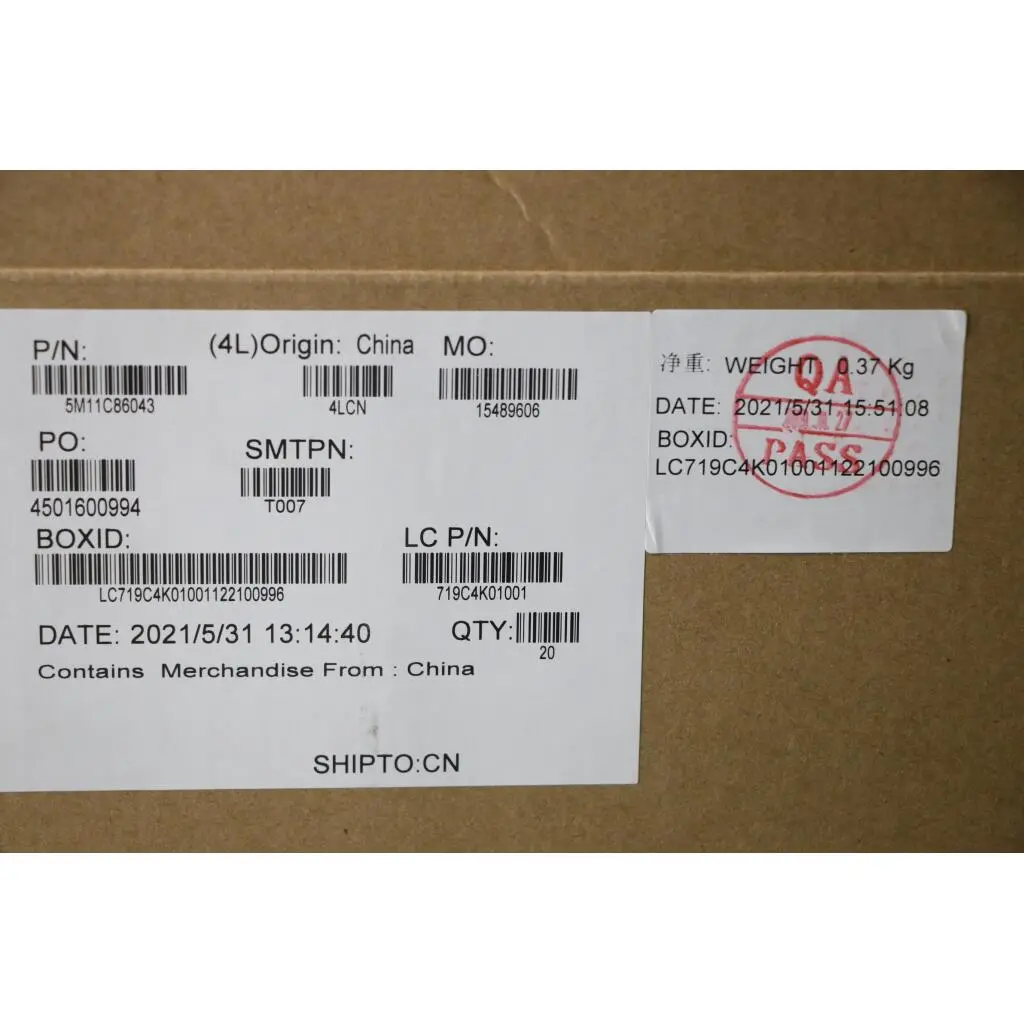 P/N: (4L)Origin: China MO:
5M11C86043 4LCN 15489606
PO: SMTPN:
4501600994 T007
BOXID: LC P/N:
LC719C4K01001122100996 719C4K01001
DATE: 2021/5/31 13:14:40 QTY:
20
Contains Merchandise From : China
SHIPTO:CN
净重: WEIGHT 0.37 Kg
DATE: 2021/5/31 15:51:08
BOXID:
LC719C4K01001122100996
QA
PASS